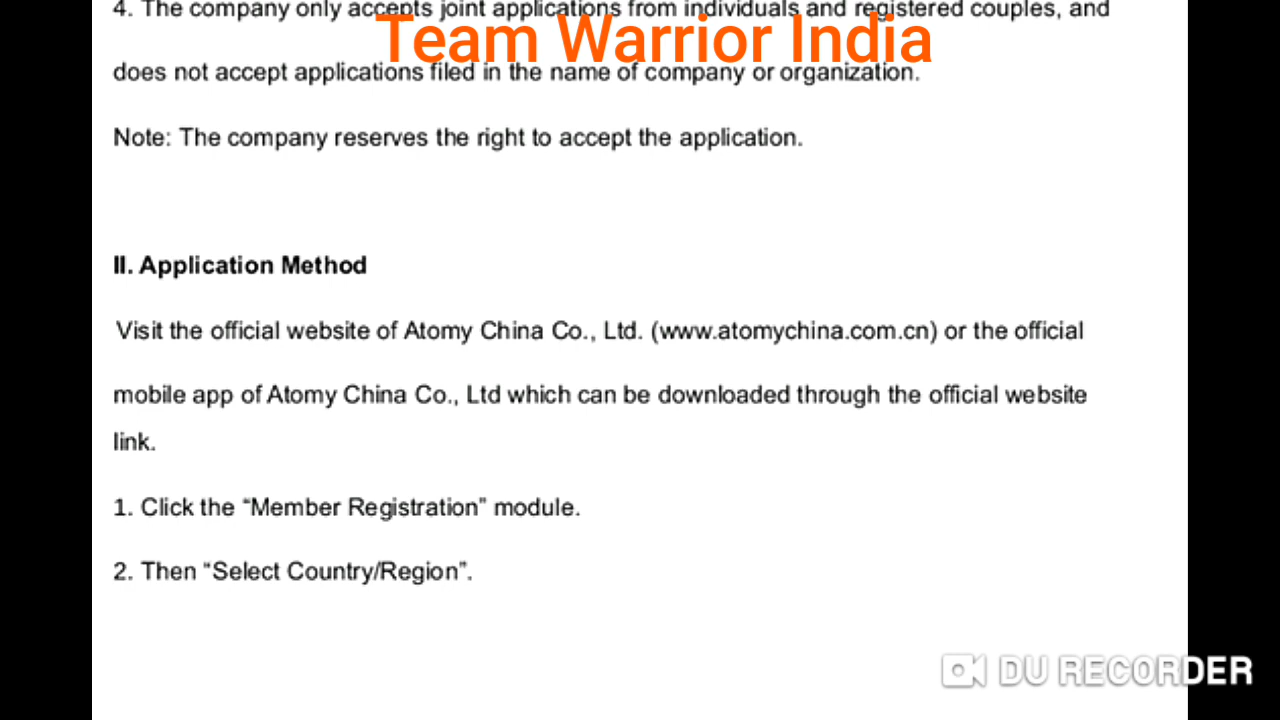 4. The company only accepts joint applications from individuals and registered couples, and
Team Warrior India
does not accept applications filed in the name of company or organization.
Note: The company reserves the right to accept the application.
II. Application Method
Visit the official website of Atomy China Co., Ltd. (www.atomychina.com.cn) or the official
mobile app of Atomy China Co., Ltd which can be downloaded through the official website
link.
1. Click the “Member Registration” module.
2. Then “Select Country/Region”.
DU RECORDER